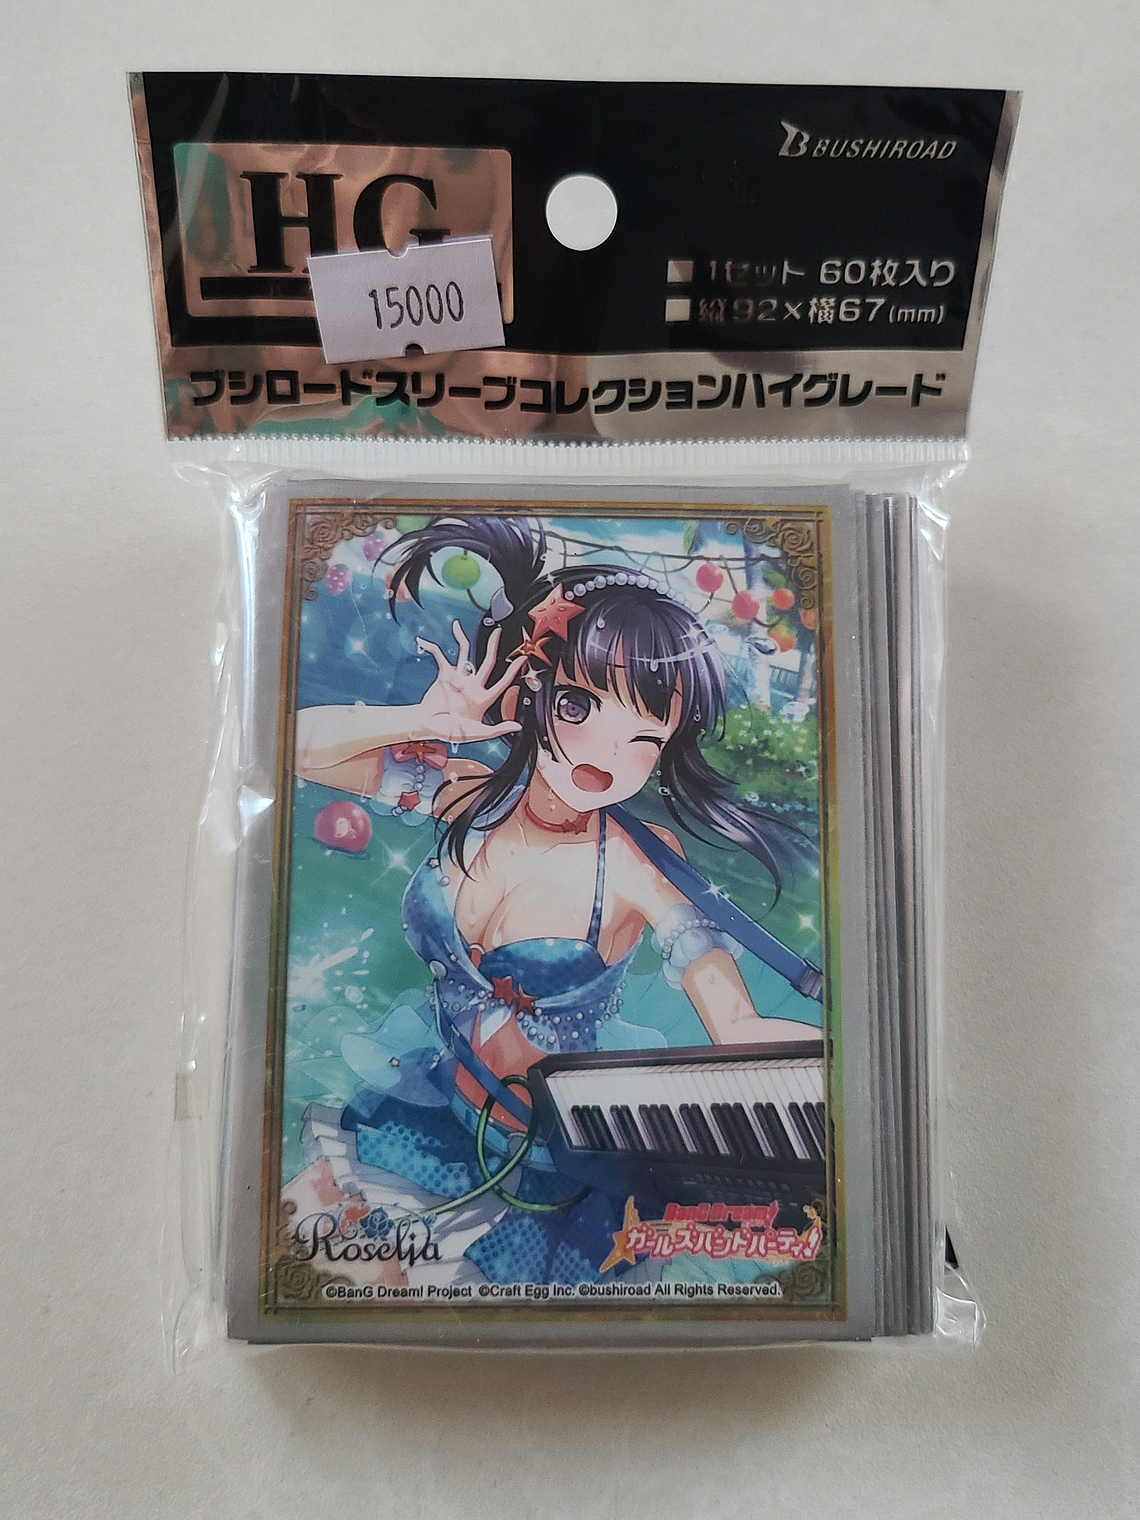 BUSHIROAD
HG
15000
1セット 60枚入り
縦92×横67(mm)
ブシロードスリーブコレクションハイグレード
Roselia
BanG Dream!
ガールズバンドパーティ!
©BanG Dream! Project ©Craft Egg Inc. ©bushiroad All Rights Reserved.